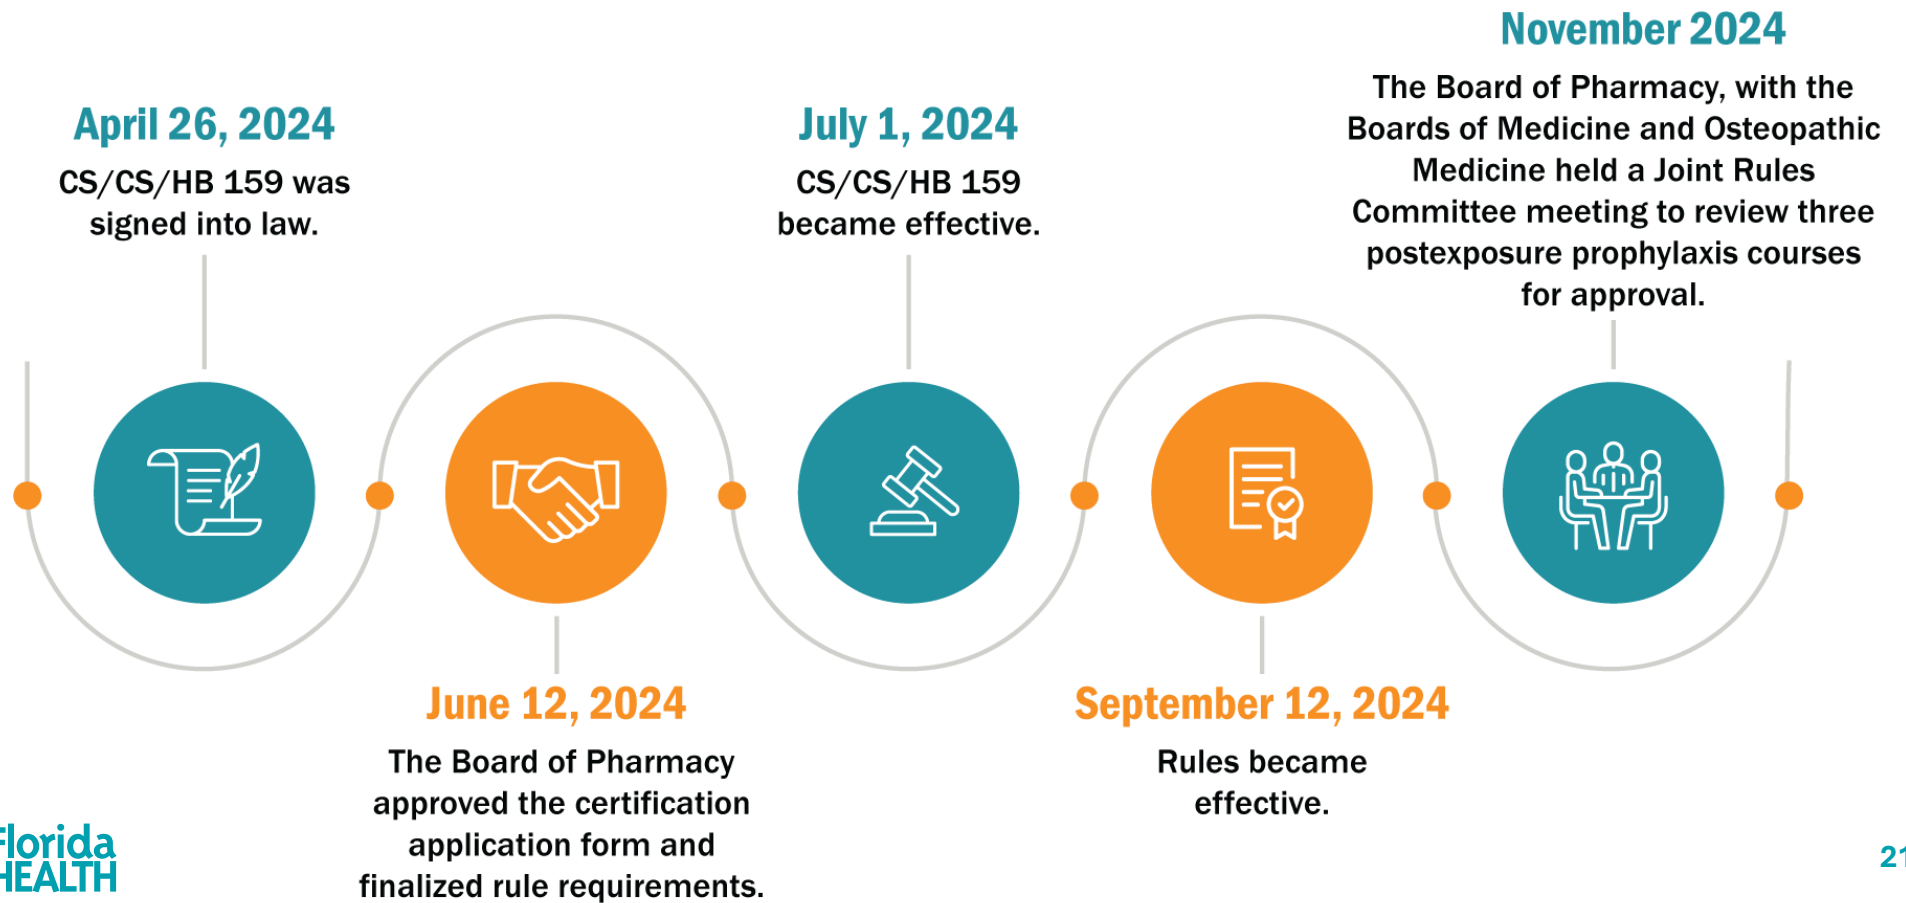 April 26, 2024
CS/CS/HB 159 was
signed into law.
June 12, 2024
The Board of Pharmacy
approved the certification
application form and
finalized rule requirements.
July 1, 2024
CS/CS/HB 159
became effective.
September 12, 2024
Rules became
effective.
November 2024
The Board of Pharmacy, with the
Boards of Medicine and Osteopathic
Medicine held a Joint Rules
Committee meeting to review three
postexposure prophylaxis courses
for approval.
Florida
HEALTH
21